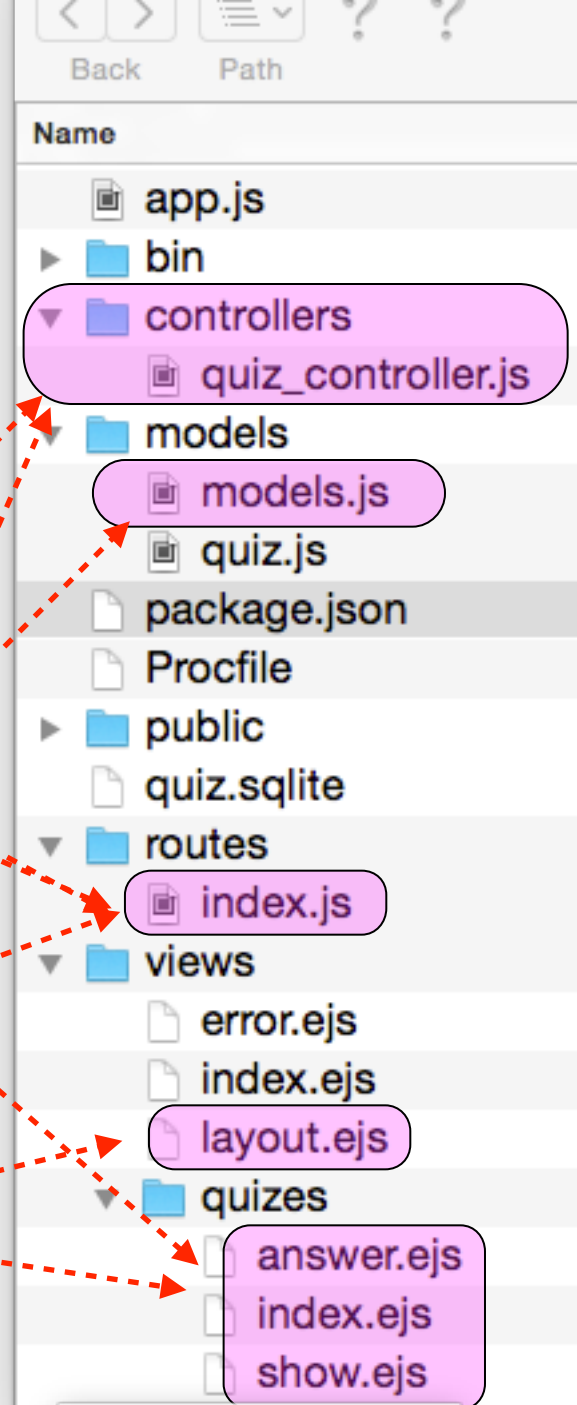 ? ?
Back Path
Name
app.js
bin
controllers
quiz_controller.js
models
models.js
quiz.js
package.json
Procfile
public
quiz.sqlite
routes
index.js
views
error.ejs
index.ejs
layout.ejs
quizes
answer.ejs
index.ejs
show.ejs